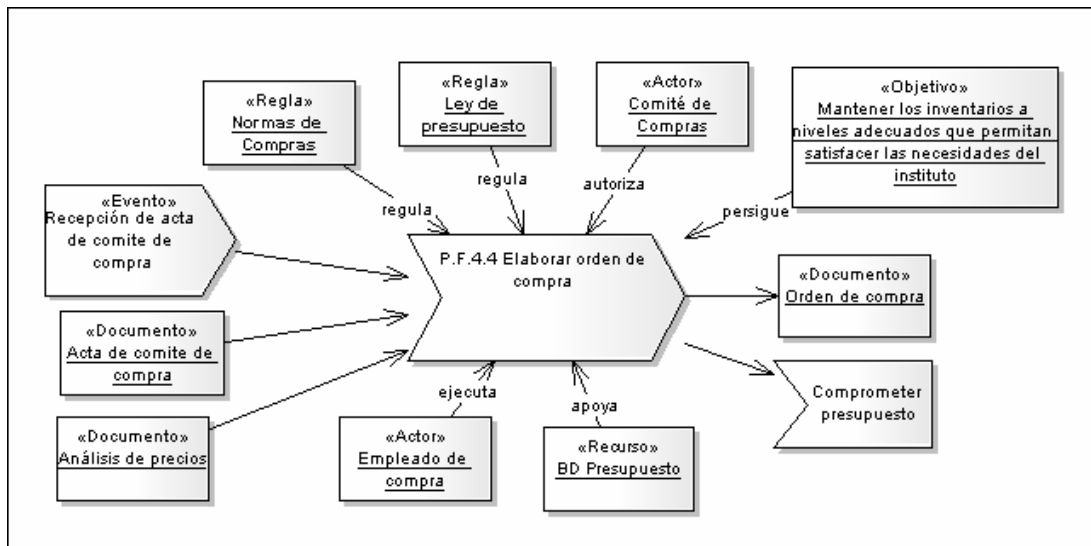 «Regla»
Normas de
Compras
«Regla»
Ley de
presupuesto
«Actor»
Comité de
Compras
«Objetivo»
Mantener los inventarios a
niveles adecuados que permitan
satisfacer las necesidades del
instituto
regula
regula
autoriza
persigue
«Evento»
Recepción de acta
de comite de
compra
P.F.4.4 Elaborar orden de
compra
«Documento»
Orden de compra
«Documento»
Acta de comite de
compra
Comprometer
presupuesto
ejecuta
apoya
«Documento»
Análisis de precios
«Actor»
Empleado de
compra
«Recurso»
BD Presupuesto